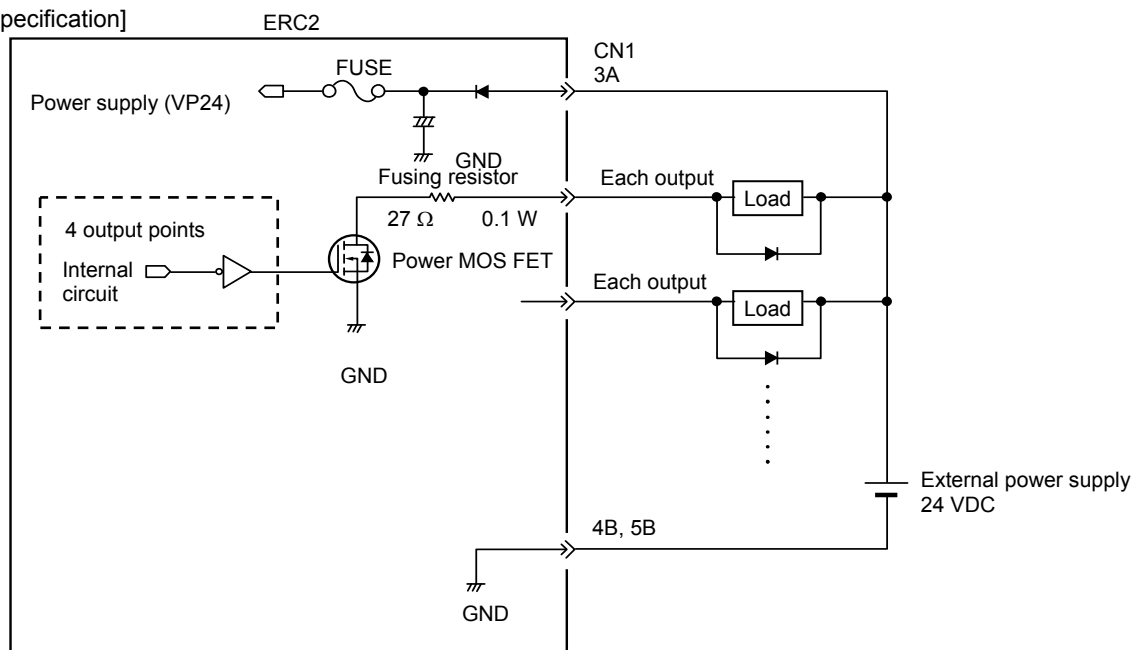 pecification]
ERC2
CN1
3A
FUSE
Power supply (VP24)
GND
Fusing resistor
27 Ω
0.1 W
Each output
Load
4 output points
Internal
circuit
Power MOS FET
Each output
Load
GND
External power supply
24 VDC
4B, 5B
GND